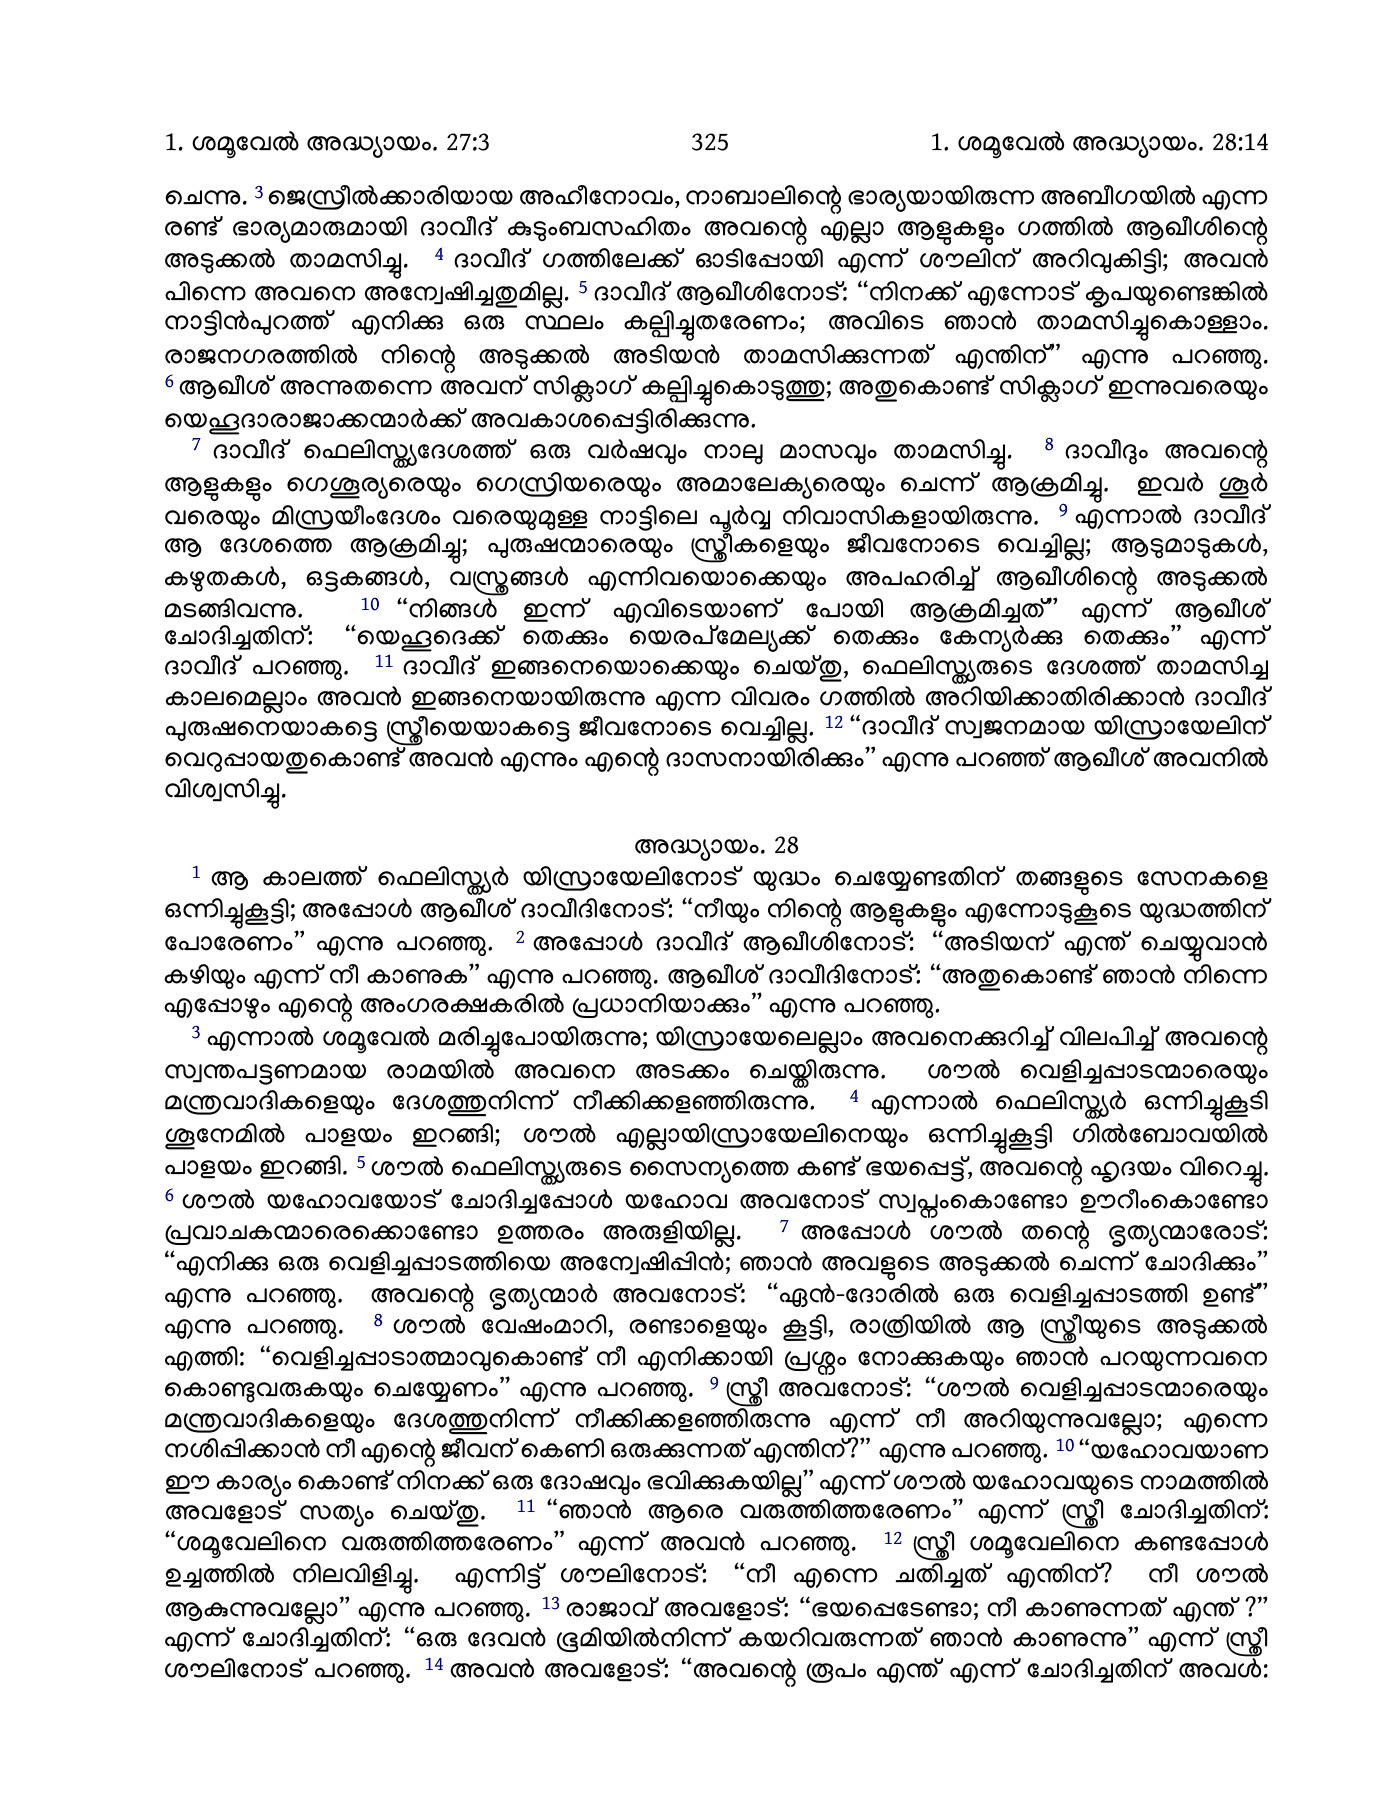 1. ശമൂവേൽ അദ്ധ്യായം. 27:3 325 1. ശമൂവേൽ അദ്ധ്യായം. 28:14
ചെന്നു. 3 ജെസ്രീൽക്കാരിയായ അഹീനോവം, നാബാലിന്റെ ഭാര്യയായിരുന്ന അബീഗയിൽ എന്ന
രണ്ട് ഭാര്യമാരുമായി ദാവീദ് കുടുംബസഹിതം അവന്റെ എല്ലാ ആളുകളും ഗത്തിൽ ആഖീശിന്റെ
അടുക്കൽ താമസിച്ചു. 4 ദാവീദ് ഗത്തിലേക്ക് ഓടിപ്പോയി എന്ന് ശൗലിന് അറിവുകിട്ടി; അവൻ
പിന്നെ അവനെ അന്വേഷിച്ചതുമില്ല. 5 ദാവീദ് ആഖീശിനോട്: “നിനക്ക് എന്നോട് കൃപയുണ്ടെങ്കിൽ
നാട്ടിൻപുറത്ത് എനിക്കു ഒരു സ്ഥലം കല്പിച്ചുതരേണം; അവിടെ ഞാൻ താമസിച്ചുകൊള്ളാം.
രാജനഗരത്തിൽ നിന്റെ അടുക്കൽ അടിയൻ താമസിക്കുന്നത് എന്തിന്” എന്നു പറഞ്ഞു.
6 ആഖീശ് അന്നുതന്നെ അവന് സിക്ലാഗ് കല്പിച്ചുകൊടുത്തു; അതുകൊണ്ട് സിക്ലാഗ് ഇന്നുവരെയും
യെഹൂദാരാജാക്കന്മാർക്ക് അവകാശപ്പെട്ടിരിക്കുന്നു.
7 ദാവീദ് ഫെലിസ്ത്യദേശത്ത് ഒരു വർഷവും നാലു മാസവും താമസിച്ചു. 8 ദാവീദും അവന്റെ
ആളുകളും ഗെശൂര്യരെയും ഗെസ്രിയരെയും അമാലേക്യരെയും ചെന്ന് ആക്രമിച്ചു. ഇവർ ശൂർ
വരെയും മിസ്രയീംദേശം വരെയുമുള്ള നാട്ടിലെ പൂർവ്വ നിവാസികളായിരുന്നു. 9 എന്നാൽ ദാവീദ്
ആ ദേശത്തെ ആക്രമിച്ചു; പുരുഷന്മാരെയും സ്ത്രീകളെയും ജീവനോടെ വെച്ചില്ല; ആടുമാടുകൾ,
കഴുതകൾ, ഒട്ടകങ്ങൾ, വസ്ത്രങ്ങൾ എന്നിവയൊക്കെയും അപഹരിച്ച് ആഖീശിന്റെ അടുക്കൽ
മടങ്ങിവന്നു. 10 “നിങ്ങൾ ഇന്ന് എവിടെയാണ് പോയി ആക്രമിച്ചത്” എന്ന് ആഖീശ്
ചോദിച്ചതിന്: “യെഹൂദെക്ക് തെക്കും യെരപ്മേല്യക്ക് തെക്കും കേന്യർക്കു തെക്കും” എന്ന്
ദാവീദ് പറഞ്ഞു. 11 ദാവീദ് ഇങ്ങനെയൊക്കെയും ചെയ്തു, ഫെലിസ്ത്യരുടെ ദേശത്ത് താമസിച്ച
കാലമെല്ലാം അവൻ ഇങ്ങനെയായിരുന്നു എന്ന വിവരം ഗത്തിൽ അറിയിക്കാതിരിക്കാൻ ദാവീദ്
പുരുഷനെയാകട്ടെ സ്ത്രീയെയാകട്ടെ ജീവനോടെ വെച്ചില്ല. 12 “ദാവീദ് സ്വജനമായ യിസ്രായേലിന്
വെറുപ്പായതുകൊണ്ട് അവൻ എന്നും എന്റെ ദാസനായിരിക്കും” എന്നു പറഞ്ഞ് ആഖീശ് അവനിൽ
വിശ്വസിച്ചു.
അദ്ധ്യായം. 28
1 ആ കാലത്ത് ഫെലിസ്ത്യർ യിസ്രായേലിനോട് യുദ്ധം ചെയ്യേണ്ടതിന് തങ്ങളുടെ സേനകളെ
ഒന്നിച്ചുകൂട്ടി; അപ്പോൾ ആഖീശ് ദാവീദിനോട്: “നീയും നിന്റെ ആളുകളും എന്നോടുകൂടെ യുദ്ധത്തിന്
പോരേണം” എന്നു പറഞ്ഞു. 2 അപ്പോൾ ദാവീദ് ആഖീശിനോട്: “അടിയന് എന്ത് ചെയ്യുവാൻ
കഴിയും എന്ന് നീ കാണുക” എന്നു പറഞ്ഞു. ആഖീശ് ദാവീദിനോട്: “അതുകൊണ്ട് ഞാൻ നിന്നെ
എപ്പോഴും എന്റെ അംഗരക്ഷകരിൽ പ്രധാനിയാക്കും” എന്നു പറഞ്ഞു.
3 എന്നാൽ ശമൂവേൽ മരിച്ചുപോയിരുന്നു; യിസ്രായേലെല്ലാം അവനെക്കുറിച്ച് വിലപിച്ച് അവന്റെ
സ്വന്തപട്ടണമായ രാമയിൽ അവനെ അടക്കം ചെയ്തിരുന്നു. ശൗൽ വെളിച്ചപ്പാടന്മാരെയും
മന്ത്രവാദികളെയും ദേശത്തുനിന്ന് നീക്കിക്കളഞ്ഞിരുന്നു. 4 എന്നാൽ ഫെലിസ്ത്യർ ഒന്നിച്ചുകൂടി
ശൂനേമിൽ പാളയം ഇറങ്ങി; ശൗൽ എല്ലായിസ്രായേലിനെയും ഒന്നിച്ചുകൂട്ടി ഗിൽബോവയിൽ
പാളയം ഇറങ്ങി. 5 ശൗൽ ഫെലിസ്ത്യരുടെ സൈന്യത്തെ കണ്ട് ഭയപ്പെട്ട്, അവന്റെ ഹൃദയം വിറെച്ചു.
6 ശൗൽ യഹോവയോട് ചോദിച്ചപ്പോൾ യഹോവ അവനോട് സ്വപ്നംകൊണ്ടോ ഊറീംകൊണ്ടോ
പ്രവാചകന്മാരെക്കൊണ്ടോ ഉത്തരം അരുളിയില്ല. 7 അപ്പോൾ ശൗൽ തന്റെ ഭൃത്യന്മാരോട്:
“എനിക്കു ഒരു വെളിച്ചപ്പാടത്തിയെ അന്വേഷിപ്പിൻ; ഞാൻ അവളുടെ അടുക്കൽ ചെന്ന് ചോദിക്കും”
എന്നു പറഞ്ഞു. അവന്റെ ഭൃത്യന്മാർ അവനോട്: “ഏൻ-ദോരിൽ ഒരു വെളിച്ചപ്പാടത്തി ഉണ്ട്”
എന്നു പറഞ്ഞു. 8 ശൗൽ വേഷംമാറി, രണ്ടാളെയും കൂട്ടി, രാത്രിയിൽ ആ സ്ത്രീയുടെ അടുക്കൽ
എത്തി: “വെളിച്ചപ്പാടാത്മാവുകൊണ്ട് നീ എനിക്കായി പ്രശ്നം നോക്കുകയും ഞാൻ പറയുന്നവനെ
കൊണ്ടുവരുകയും ചെയ്യേണം” എന്നു പറഞ്ഞു. 9 സ്ത്രീ അവനോട്: “ശൗൽ വെളിച്ചപ്പാടന്മാരെയും
മന്ത്രവാദികളെയും ദേശത്തുനിന്ന് നീക്കിക്കളഞ്ഞിരുന്നു എന്ന് നീ അറിയുന്നുവല്ലോ; എന്നെ
നശിപ്പിക്കാൻ നീ എന്റെ ജീവന് കെണി ഒരുക്കുന്നത് എന്തിന്?” എന്നു പറഞ്ഞു. 10 “യഹോവയാണ
ഈ കാര്യം കൊണ്ട് നിനക്ക് ഒരു ദോഷവും ഭവിക്കുകയില്ല” എന്ന് ശൗൽ യഹോവയുടെ നാമത്തിൽ
അവളോട് സത്യം ചെയ്തു. 11 “ഞാൻ ആരെ വരുത്തിത്തരേണം” എന്ന് സ്ത്രീ ചോദിച്ചതിന്:
“ശമൂവേലിനെ വരുത്തിത്തരേണം” എന്ന് അവൻ പറഞ്ഞു. 12 സ്ത്രീ ശമൂവേലിനെ കണ്ടപ്പോൾ
ഉച്ചത്തിൽ നിലവിളിച്ചു. എന്നിട്ട് ശൗലിനോട്: “നീ എന്നെ ചതിച്ചത് എന്തിന്? നീ ശൗൽ
ആകുന്നുവല്ലോ” എന്നു പറഞ്ഞു. 13 രാജാവ് അവളോട്: “ഭയപ്പെടേണ്ടാ; നീ കാണുന്നത് എന്ത് ?”
എന്ന് ചോദിച്ചതിന്: “ഒരു ദേവൻ ഭൂമിയിൽനിന്ന് കയറിവരുന്നത് ഞാൻ കാണുന്നു” എന്ന് സ്ത്രീ
ശൗലിനോട് പറഞ്ഞു. 14 അവൻ അവളോട്: “അവന്റെ രൂപം എന്ത് എന്ന് ചോദിച്ചതിന് അവൾ: